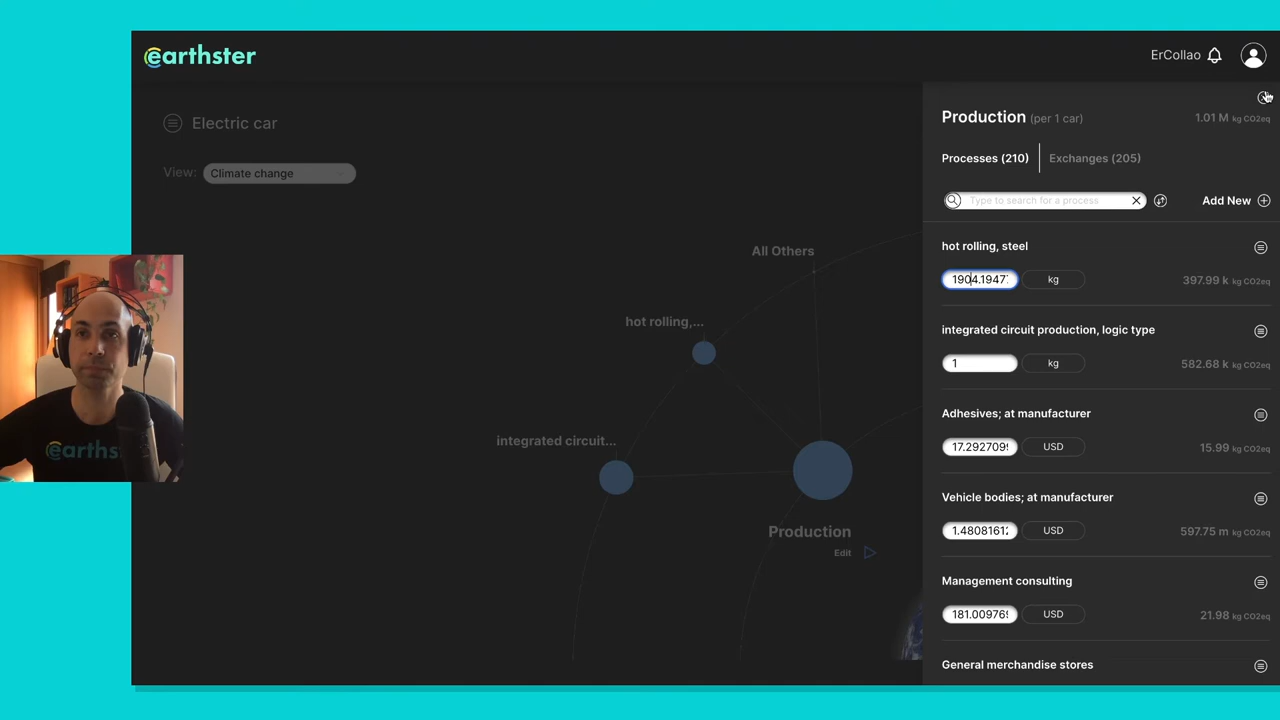 earthster
ErCollao
Electric car
View:
Climate change
All Others
hot rolling,...
integrated circuit...
Production
Edit
Production (per 1 car)
1.01 M kg CO2eq
Processes (210)
Exchanges (205)
Type to search for a process
Add New
hot rolling, steel
1904.1947
kg
397.99 k kg CO2eq
integrated circuit production, logic type
1
kg
582.68 k kg CO2eq
Adhesives; at manufacturer
17.292709
USD
15.99 kg CO2eq
Vehicle bodies; at manufacturer
1.4808161
USD
597.75 m kg CO2eq
Management consulting
181.00976
USD
21.98 kg CO2eq
General merchandise stores
earths